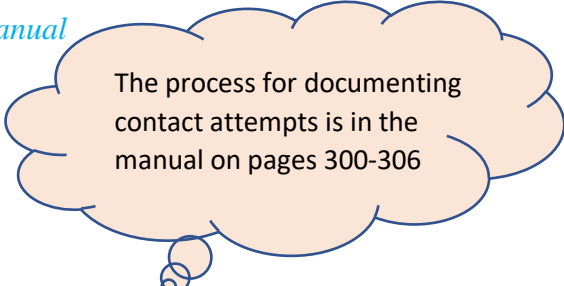 anual
The process for documenting
contact attempts is in the
manual on pages 300-306